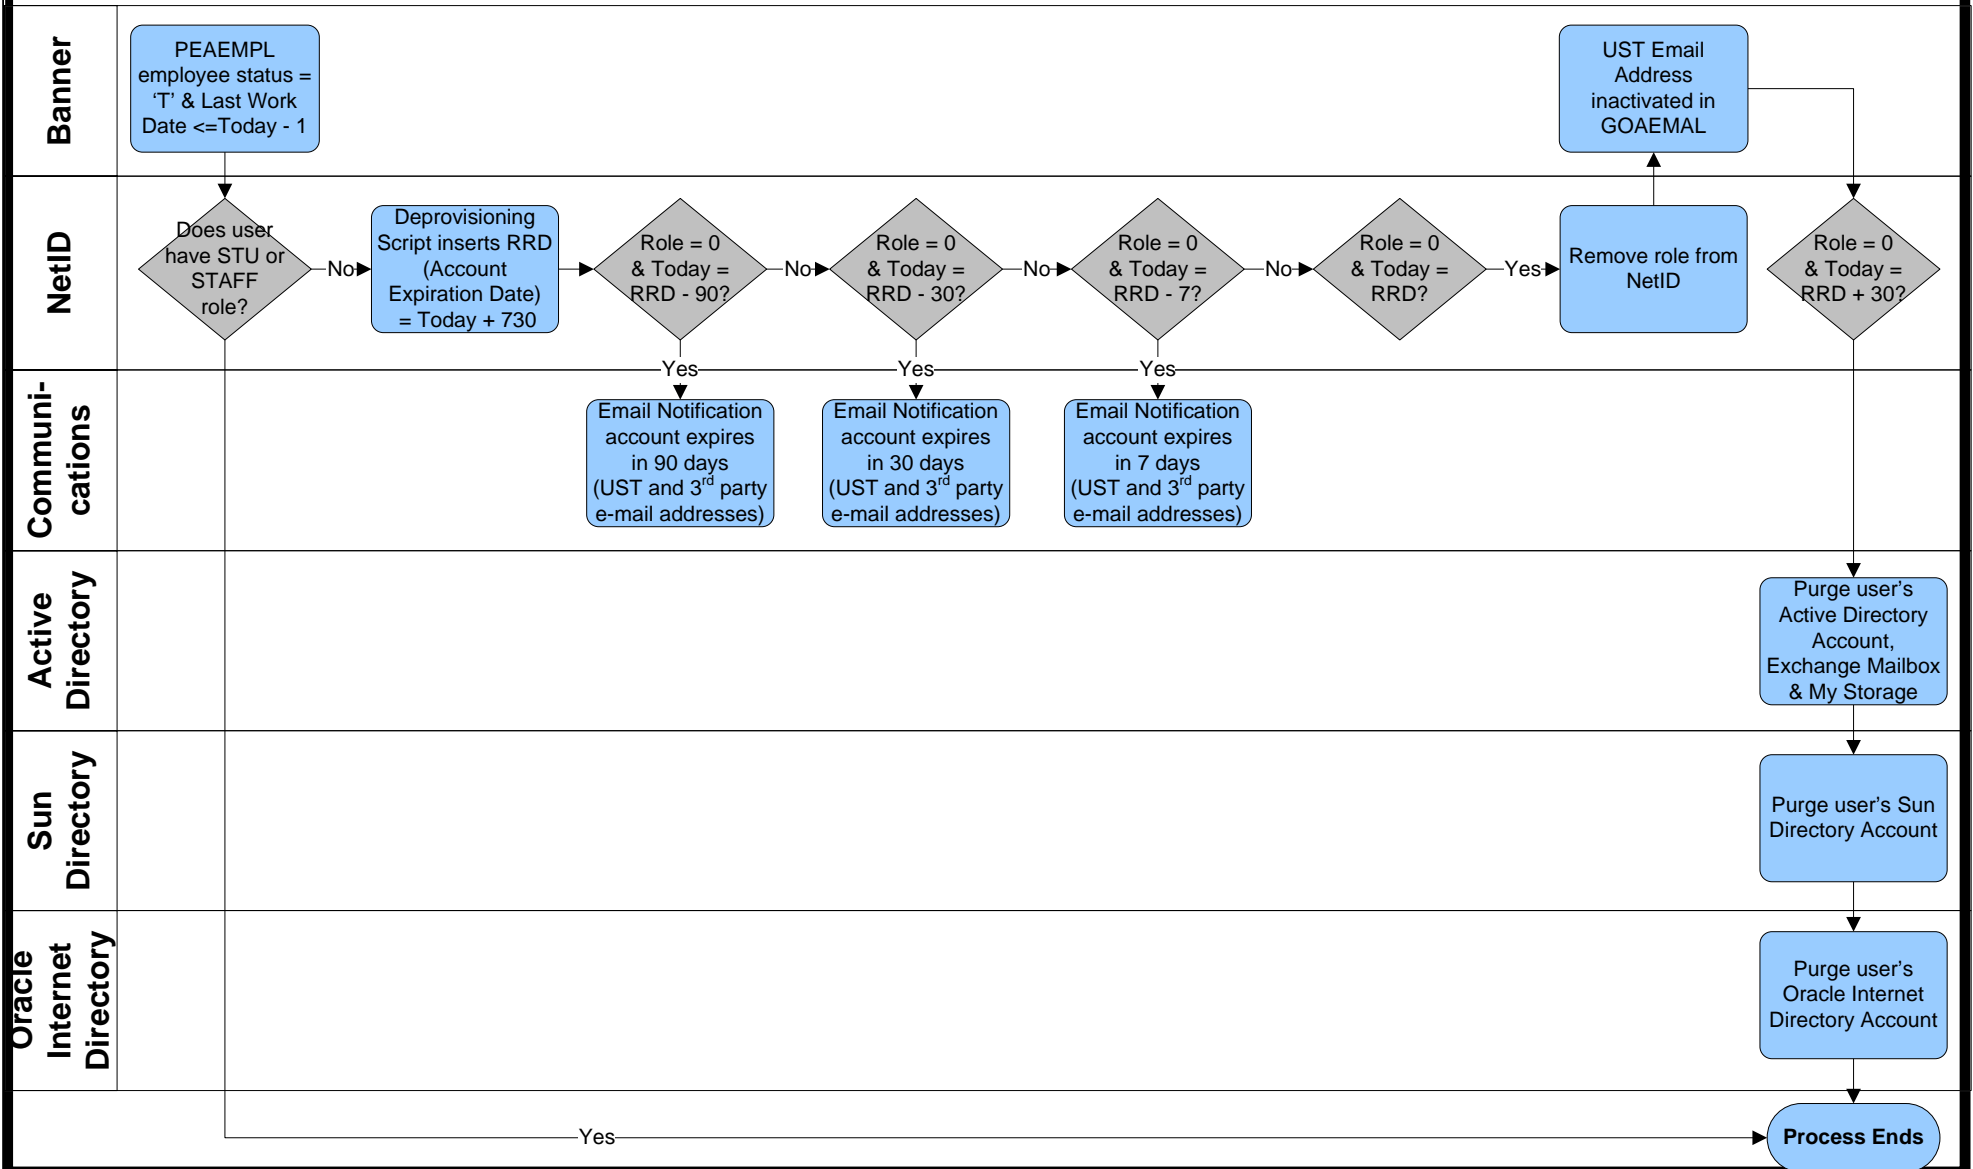 Banner
PEAEMPL
employee status =
‘T’ & Last Work
Date <=Today - 1
UST Email
Address
inactivated in
GOAEMAL
NetID
Does user
have STU or
STAFF
role?
No
Deprovisioning
Script inserts RRD
(Account
Expiration Date)
= Today + 730
Role = 0
& Today =
RRD - 90?
No
Role = 0
& Today =
RRD - 30?
No
Role = 0
& Today =
RRD - 7?
No
Role = 0
& Today =
RRD?
Yes
Remove role from
NetID
Role = 0
& Today =
RRD + 30?
Yes
Yes
Yes
Communi-
cations
Email Notification
account expires
in 90 days
(UST and 3rd party
e-mail addresses)
Email Notification
account expires
in 30 days
(UST and 3rd party
e-mail addresses)
Email Notification
account expires
in 7 days
(UST and 3rd party
e-mail addresses)
Active
Directory
Purge user’s
Active Directory
Account,
Exchange Mailbox
& My Storage
Sun
Directory
Purge user’s Sun
Directory Account
Oracle
Internet
Directory
Purge user’s
Oracle Internet
Directory Account
Yes
Process Ends